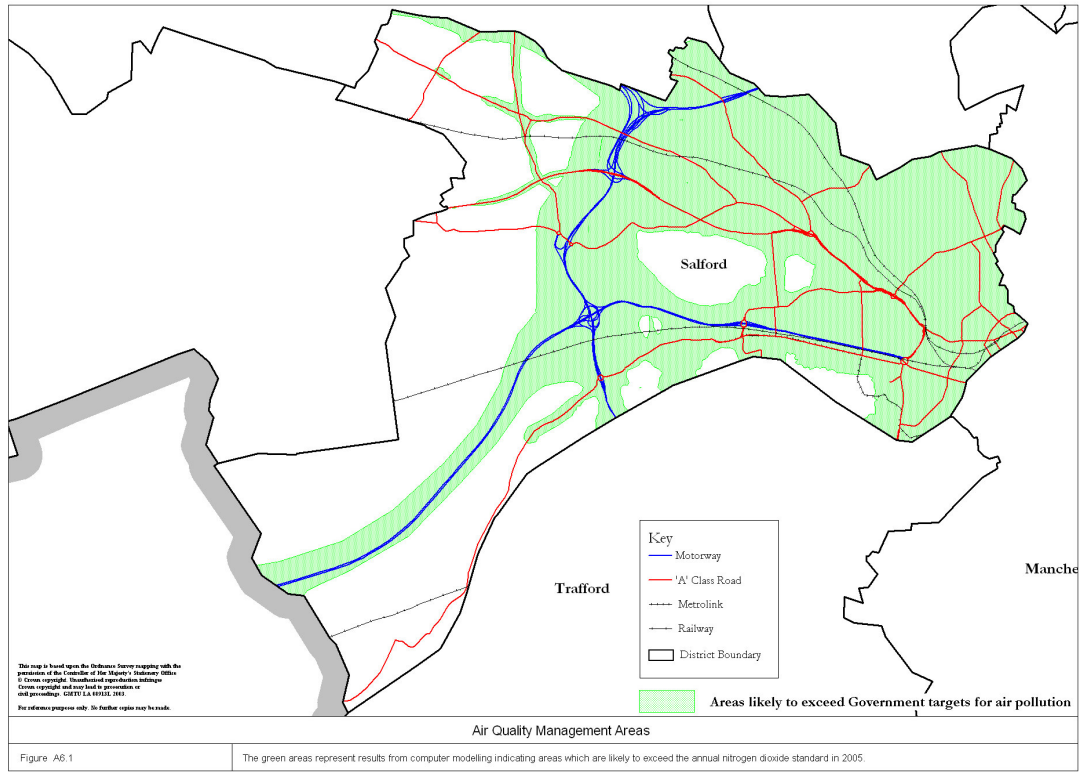 Salford
Trafford
Manche
Key
Motorway
'A' Class Road
Metrolink
Railway
District Boundary
Areas likely to exceed Government targets for air pollution
This map is based upon the Ordnance Survey mapping with the
permission of the Controller of Her Majesty's Stationery Office
© Crown copyright. Unauthorised reproduction infringes
Crown copyright and may lead to prosecution or
civil proceedings. GMTU LA 089131. 2003.
For reference purposes only. No further copies may be made.
Air Quality Management Areas
Figure A6.1
The green areas represent results from computer modelling indicating areas which are likely to exceed the annual nitrogen dioxide standard in 2005.